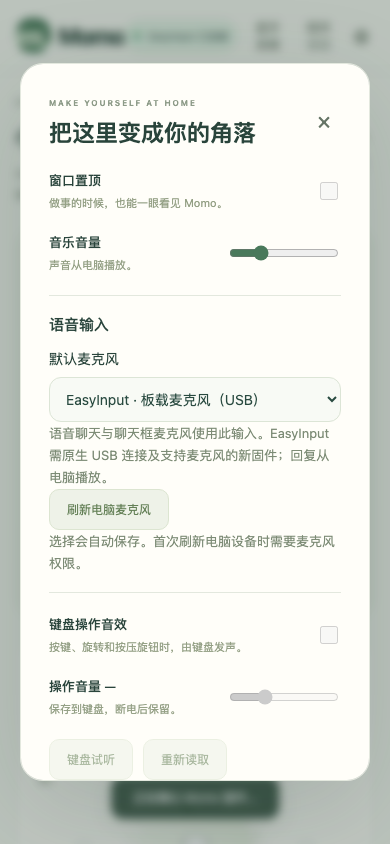 Momo
MAKE YOURSELF AT HOME
把这里变成你的角落
×
窗口置顶
做事的时候，也能一眼看见 Momo。
音乐音量
声音从电脑播放。
语音输入
默认麦克风
EasyInput · 板载麦克风（USB）
语音聊天与聊天框麦克风使用此输入。EasyInput
需原生 USB 连接及支持麦克风的新固件；回复从
电脑播放。
刷新电脑麦克风
选择会自动保存。首次刷新电脑设备时需要麦克风
权限。
键盘操作音效
按键、旋转和按压旋钮时，由键盘发声。
操作音量 —
保存到键盘，断电后保留。
键盘试听 重新读取